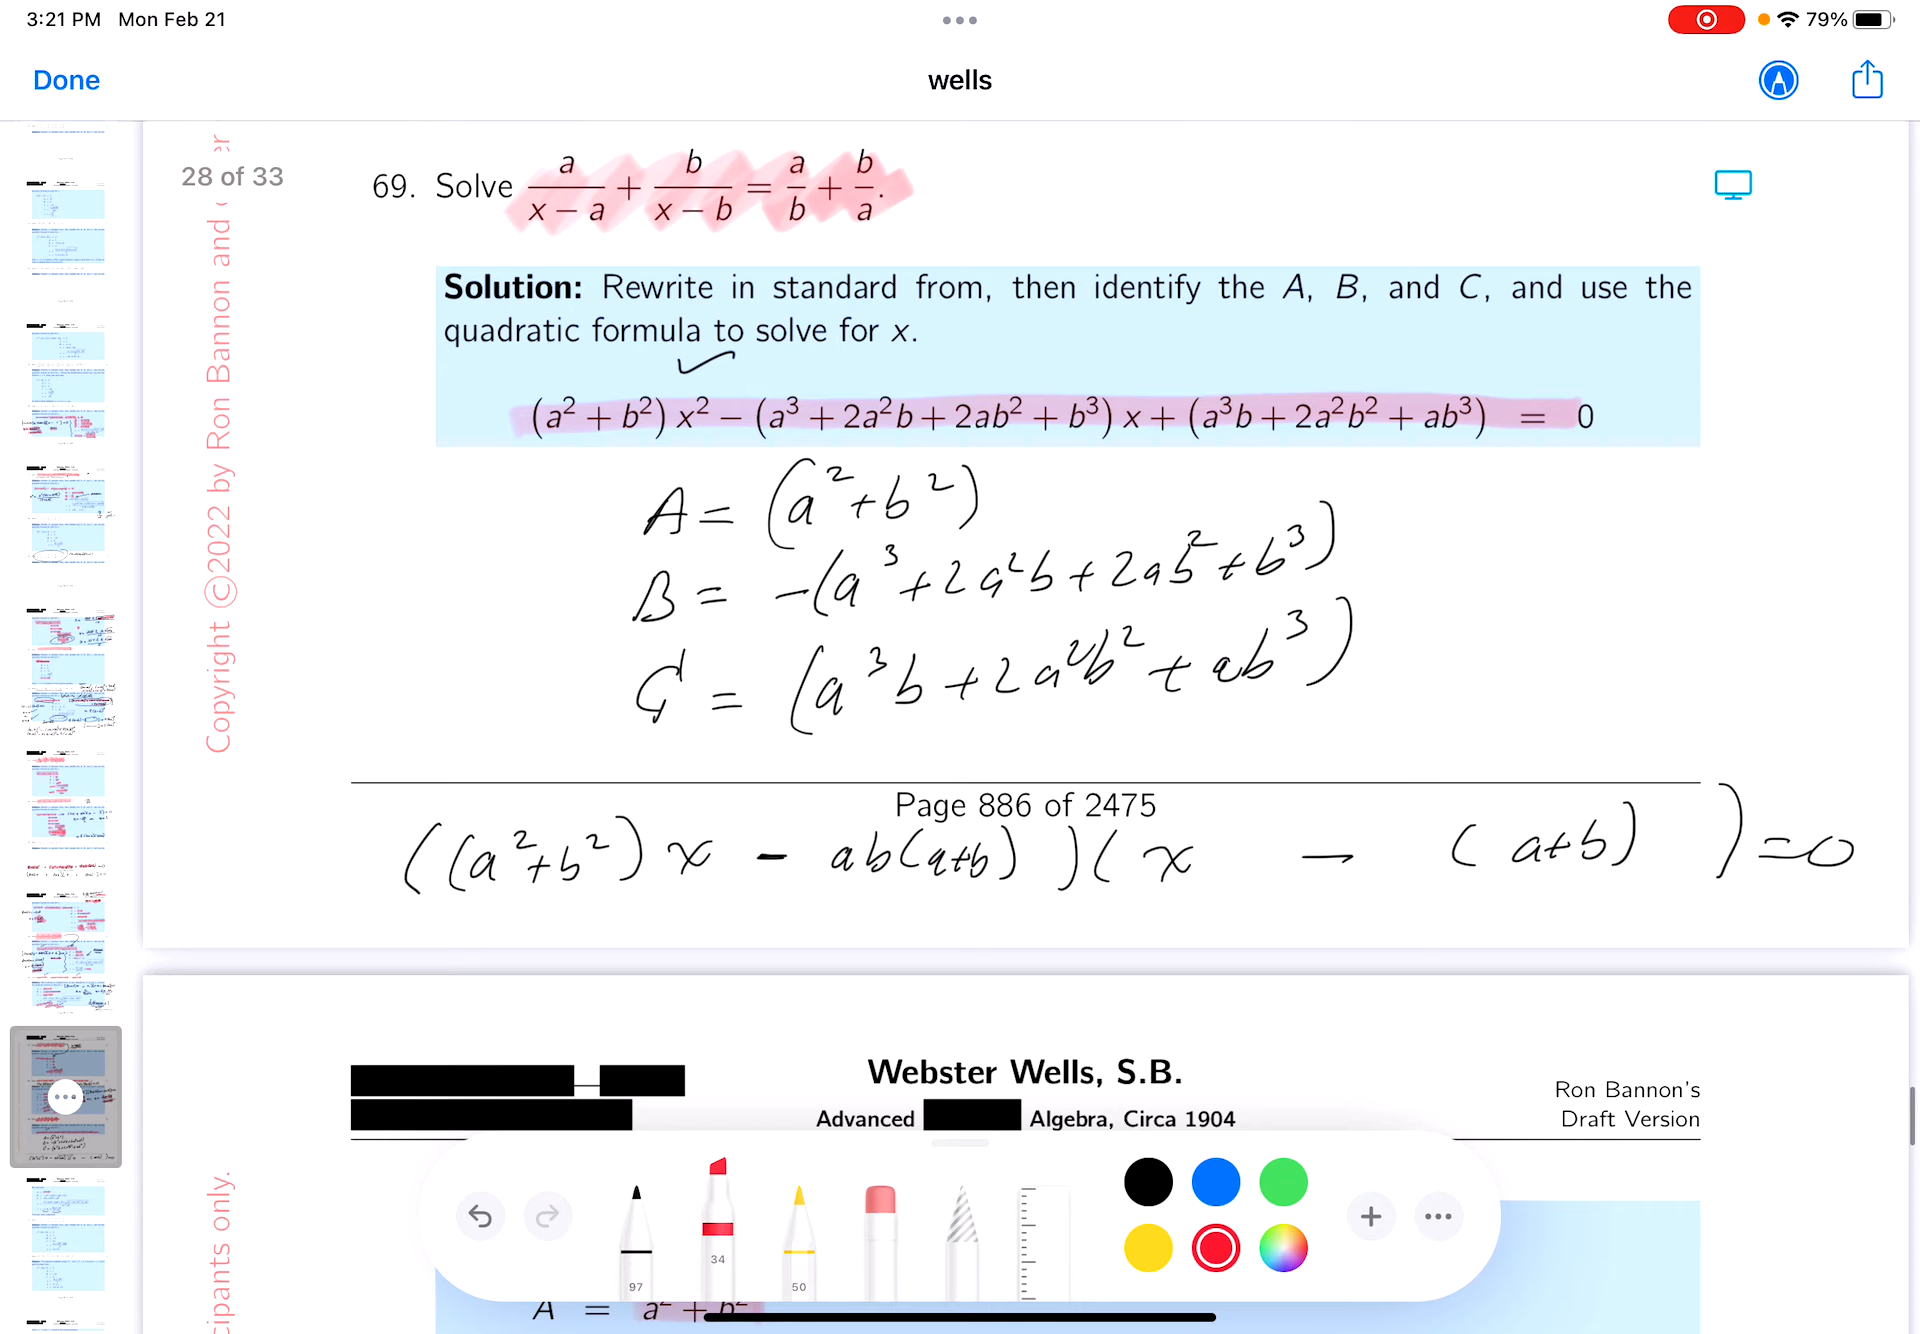 3:21 PM Mon Feb 21
79%
Done
wells
28 of 33
69. Solve a/(x − a) + b/(x − b) = a/b + b/a.
Solution: Rewrite in standard from, then identify the A, B, and C, and use the
quadratic formula to solve for x.
(a² + b²) x² − (a³ + 2a²b + 2ab² + b³) x + (a³b + 2a²b² + ab³) = 0
A = (a²+b²)
B = -(a³+2a²b+2ab²+b³)
C = (a³b+2a²b²+ab³)
Page 886 of 2475
((a²+b²)x - ab(a+b))(x - (a+b))=0
Copyright ©2022 by Ron Bannon and
Webster Wells, S.B.
Advanced Algebra, Circa 1904
Ron Bannon's
Draft Version
cipants only.
97
34
50
A = a² + b²